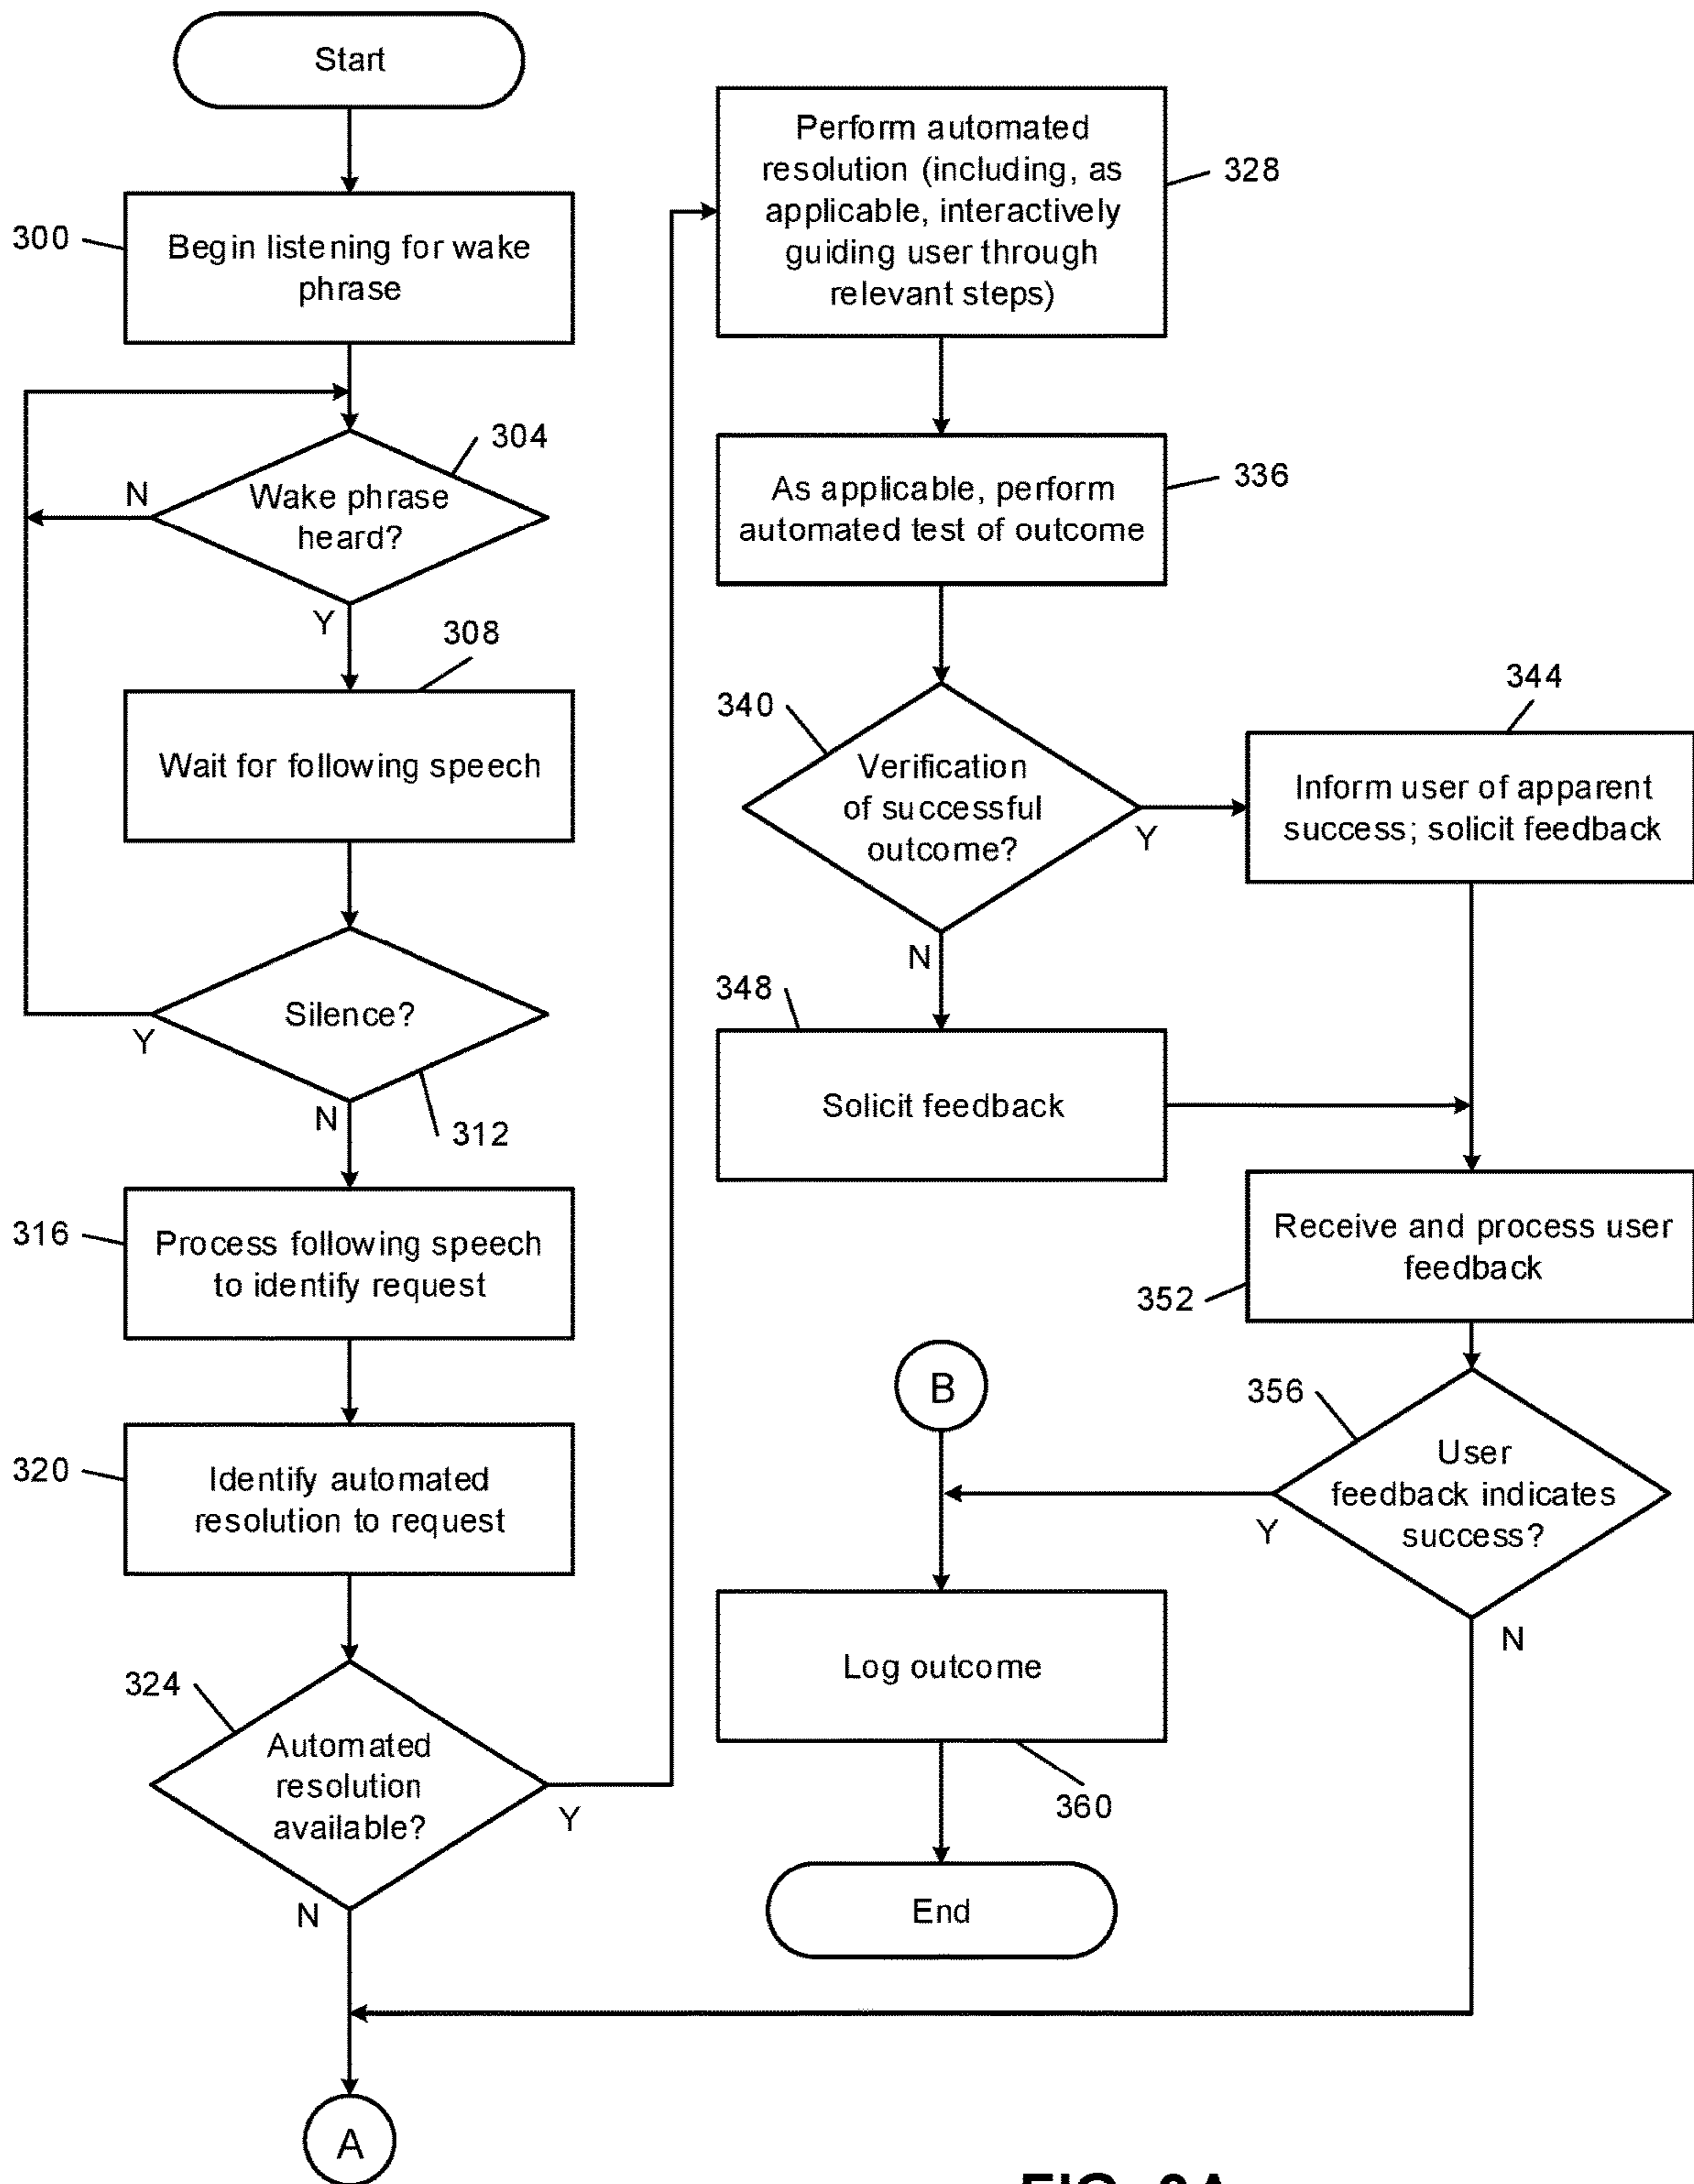 Start
300
Begin listening for wake
phrase
304
N
Wake phrase
heard?
Y
308
Wait for following speech
Silence?
Y
N
312
316
Process following speech
to identify request
320
Identify automated
resolution to request
324
Automated
resolution
available?
Y
N
A
Perform automated
resolution (including, as
applicable, interactively
guiding user through
relevant steps)
328
As applicable, perform
automated test of outcome
336
340
Verification
of successful
outcome?
Y
N
344
Inform user of apparent
success; solicit feedback
348
Solicit feedback
Receive and process user
feedback
352
356
User
feedback indicates
success?
Y
N
B
Log outcome
360
End